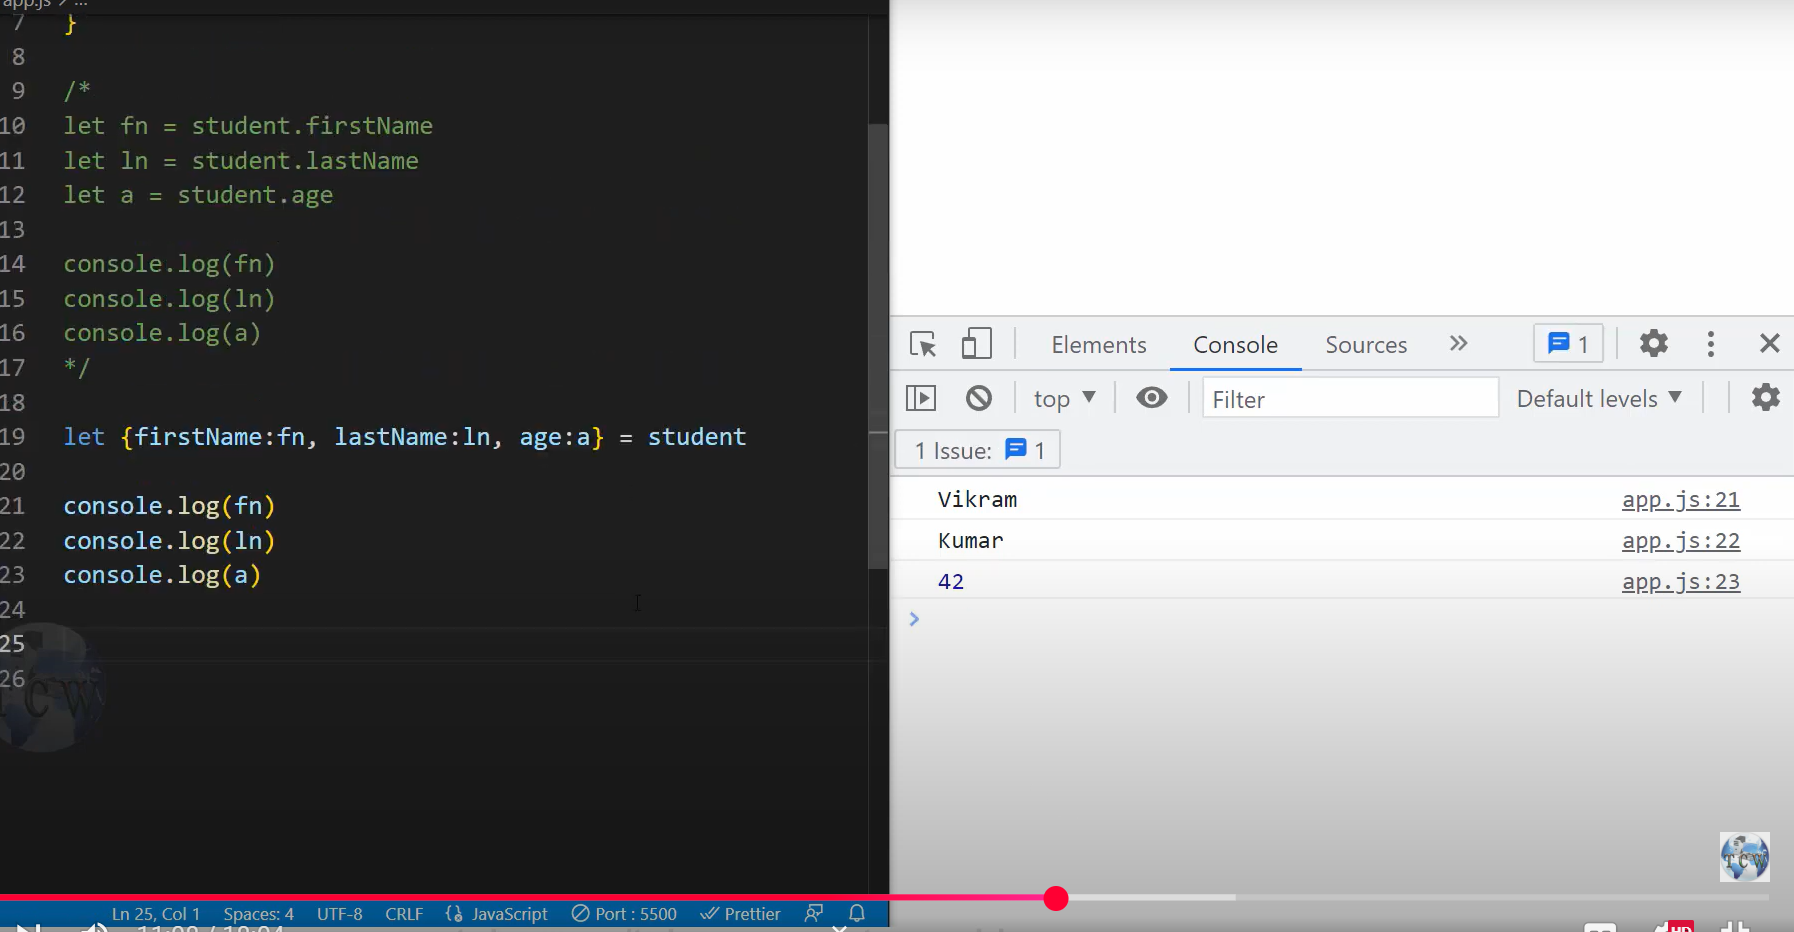 app.js > ...
7 }
8
9 /*
10 let fn = student.firstName
11 let ln = student.lastName
12 let a = student.age
13
14 console.log(fn)
15 console.log(ln)
16 console.log(a)
17 */
18
19 let {firstName:fn, lastName:ln, age:a} = student
20
21 console.log(fn)
22 console.log(ln)
23 console.log(a)
24
25
26
TCW
Elements Console Sources » 1
top Filter Default levels
1 Issue: 1
Vikram app.js:21
Kumar app.js:22
42 app.js:23
>
TCW
Ln 25, Col 1 Spaces: 4 UTF-8 CRLF JavaScript Port : 5500 Prettier
HD